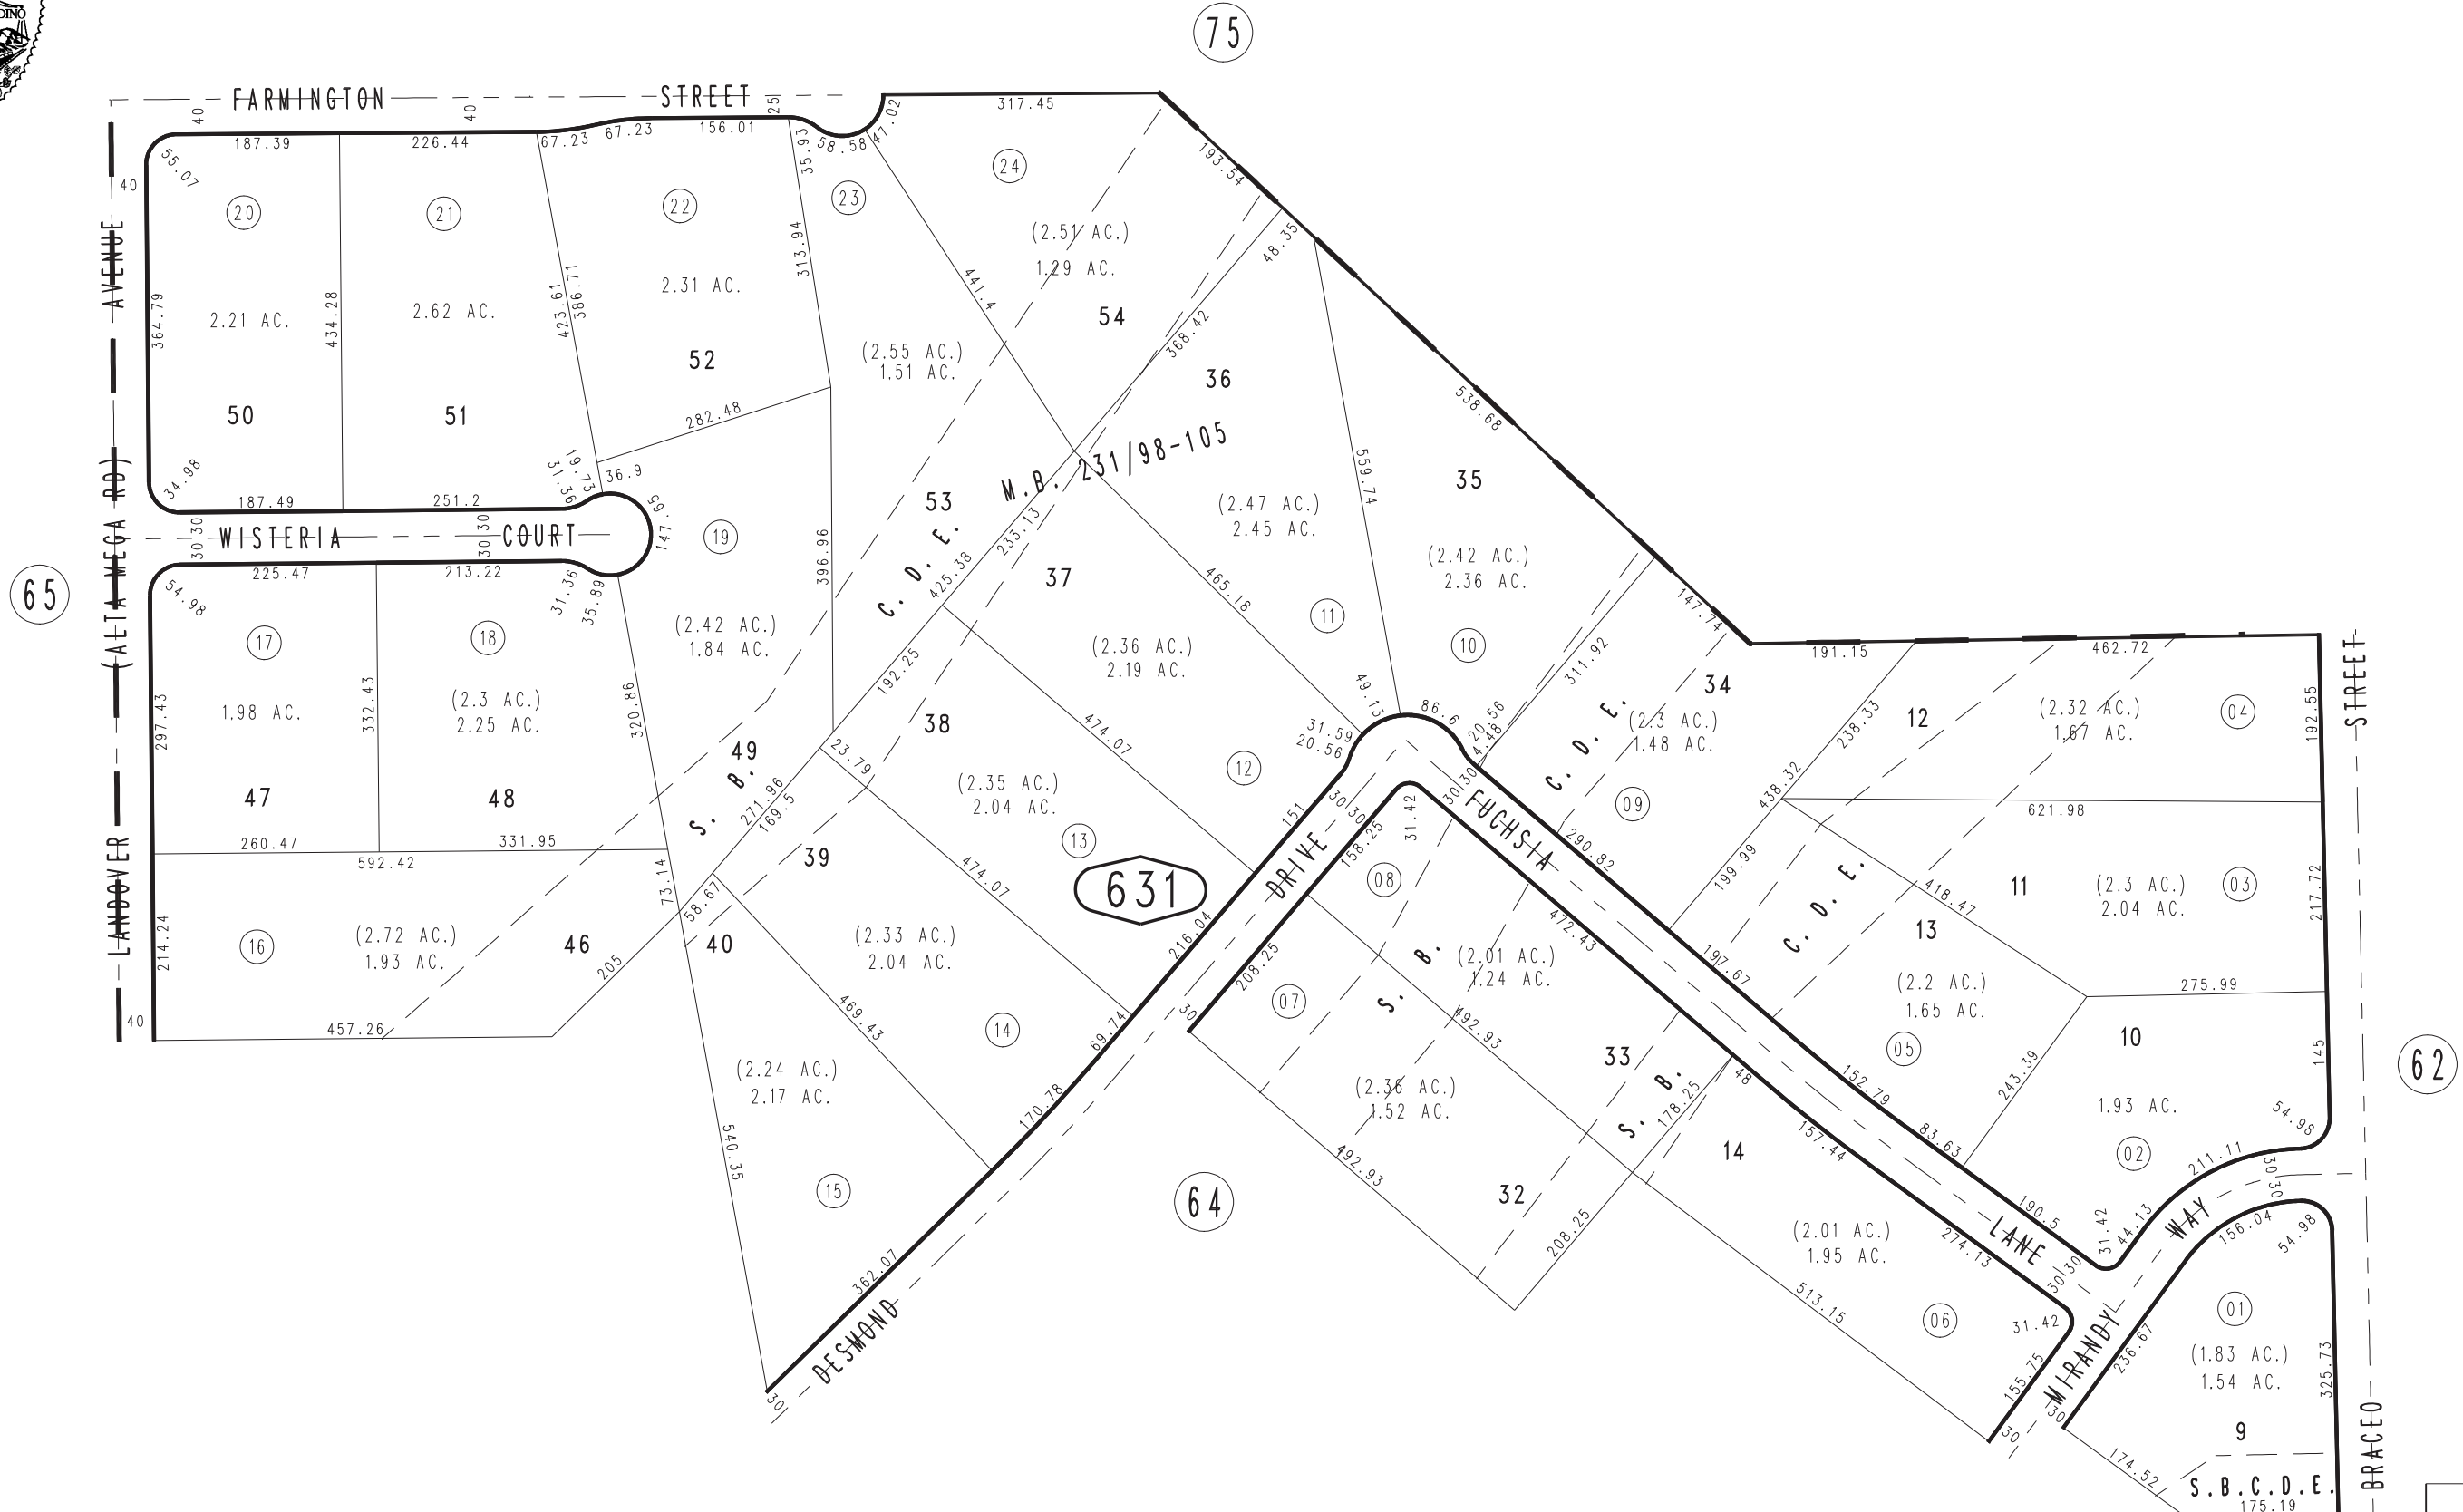 DINO
75
FARMINGTON STREET
40
40
25
187.39
226.44
67.23
67.23
156.01
58.58
47.02
317.45
55.07
40
35.93
193.54
20
21
22
23
24
(2.51 AC.)
1.29 AC.
AVENUE
313.94
48.35
364.79
434.28
423.61
386.71
441.4
2.21 AC.
2.62 AC.
2.31 AC.
54
368.42
(2.55 AC.)
1.51 AC.
52
36
538.68
50
51
282.48
M.B. 231/98-105
559.74
35
34.98
19.73
31.36
36.9
187.49
251.2
147.65
53
233.13
(2.47 AC.)
2.45 AC.
30 30
WISTERIA COURT
30 30
19
396.96
C. D. E.
425.38
37
(2.42 AC.)
2.36 AC.
65
(ALTA MEGA RD)
54.98
225.47
213.22
31.36
35.89
465.18
11
10
147.74
17
18
(2.42 AC.)
1.84 AC.
192.25
(2.36 AC.)
2.19 AC.
311.92
191.15
462.72
STREET
297.43
1.98 AC.
332.43
(2.3 AC.)
2.25 AC.
320.86
49.13
86.6
20.56
4.48
34
(2.3 AC.)
1.48 AC.
12
238.33
(2.32 AC.)
1.67 AC.
04
192.55
38
474.07
31.59
20.56
C. D. E.
47
48
49
S. B.
23.79
271.96
169.5
(2.35 AC.)
2.04 AC.
12
30 30
30 30
09
438.32
621.98
LANDOVER
260.47
331.95
592.42
39
13
151
158.25
31.42
FUCHSIA
290.82
73.14
58.67
474.07
631
DRIVE
08
199.99
C. D. E.
418.47
11
(2.3 AC.)
2.04 AC.
03
217.72
214.24
16
(2.72 AC.)
1.93 AC.
46
205
40
(2.33 AC.)
2.04 AC.
216.04
208.25
S. B.
(2.01 AC.)
1.24 AC.
472.43
197.67
13
(2.2 AC.)
1.65 AC.
275.99
40
457.26
469.43
14
69.74
30
07
492.93
33
05
10
145
62
540.35
(2.24 AC.)
2.17 AC.
170.78
(2.36 AC.)
1.52 AC.
S. B.
178.25
48
152.79
243.39
1.93 AC.
54.98
15
64
492.93
14
157.44
83.63
02
211.11
30 30
32
208.25
(2.01 AC.)
1.95 AC.
274.13
190.5
LANE
31.42
44.13
WAY
156.04
54.98
30 30
362.07
DESMOND
30
513.15
06
31.42
155.75
30
MIRANDY
30
236.67
01
(1.83 AC.)
1.54 AC.
325.73
9
174.52
S.B.C.D.E.
175.19
BRACEO